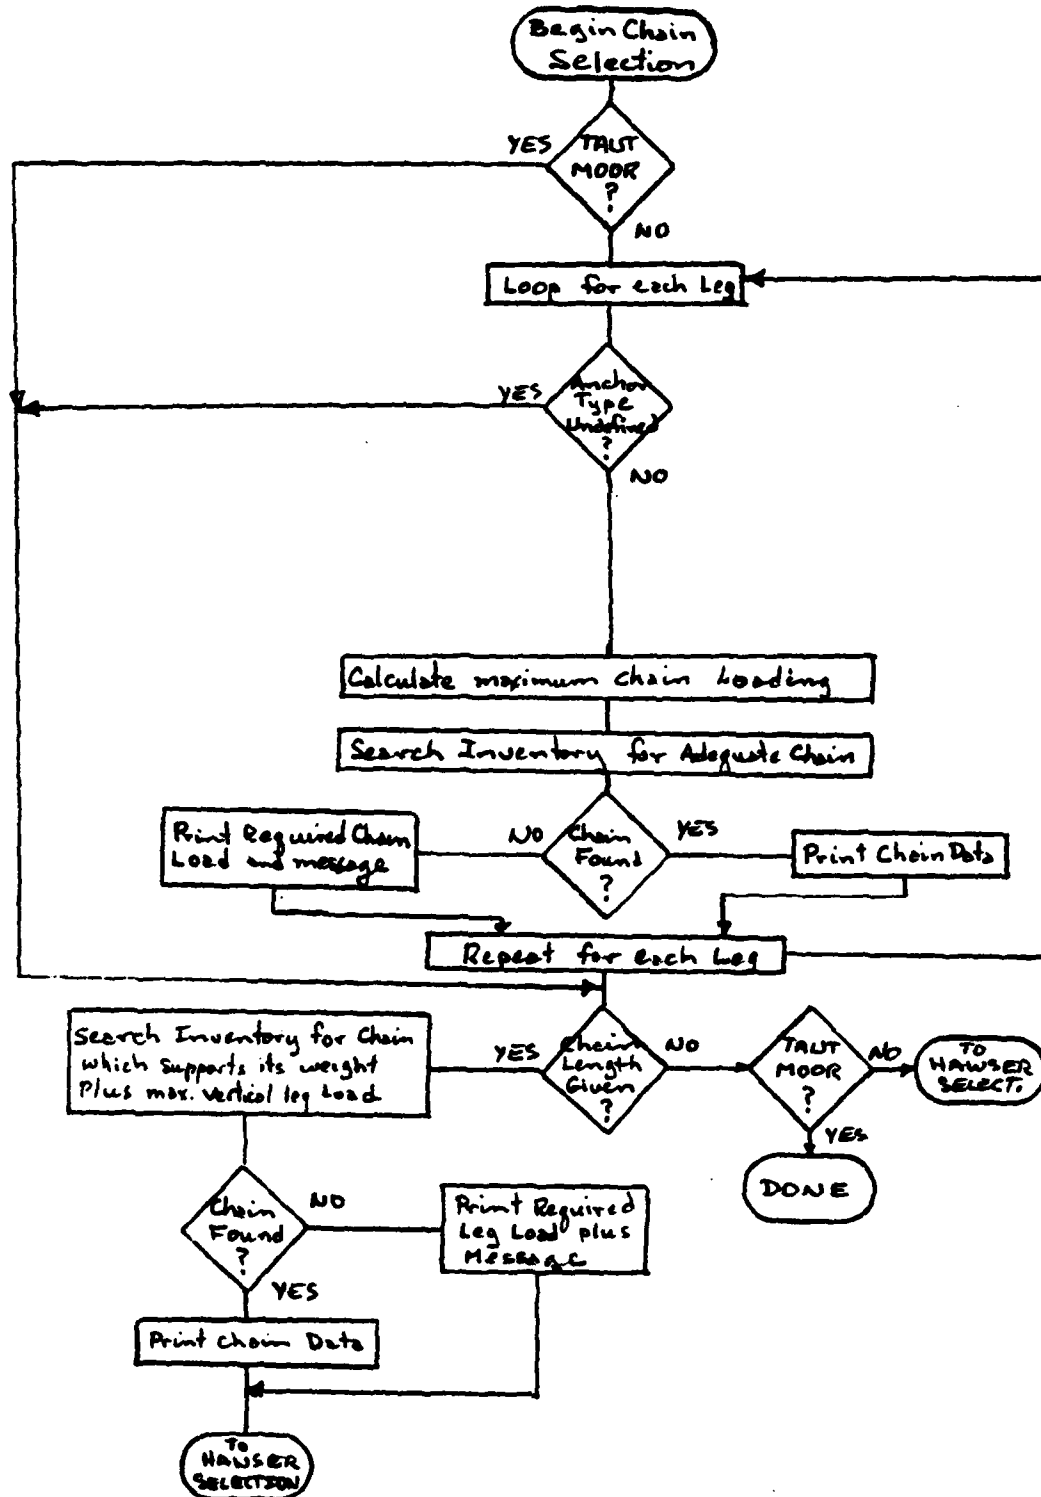 Begin Chain
Selection
YES
TAUT
MOOR
?
NO
Loop for each Leg
YES
Anchor
Type
Undefined
?
NO
Calculate maximum Chain Loading
Search Inventory for Adequate Chain
Print Required Chain
Load and message
NO
Chain
Found
?
YES
Print Chain Data
Repeat for each Leg
Search Inventory for Chain
which supports its weight
Plus max. vertical leg Load
YES
Chain
Length
Given
?
NO
TAUT
MOOR
?
NO
TO
HAWSER
SELECT.
YES
DONE
Chain
Found
?
NO
Print Required
Leg Load plus
Message
YES
Print Chain Data
TO
HAWSER
SELECTION